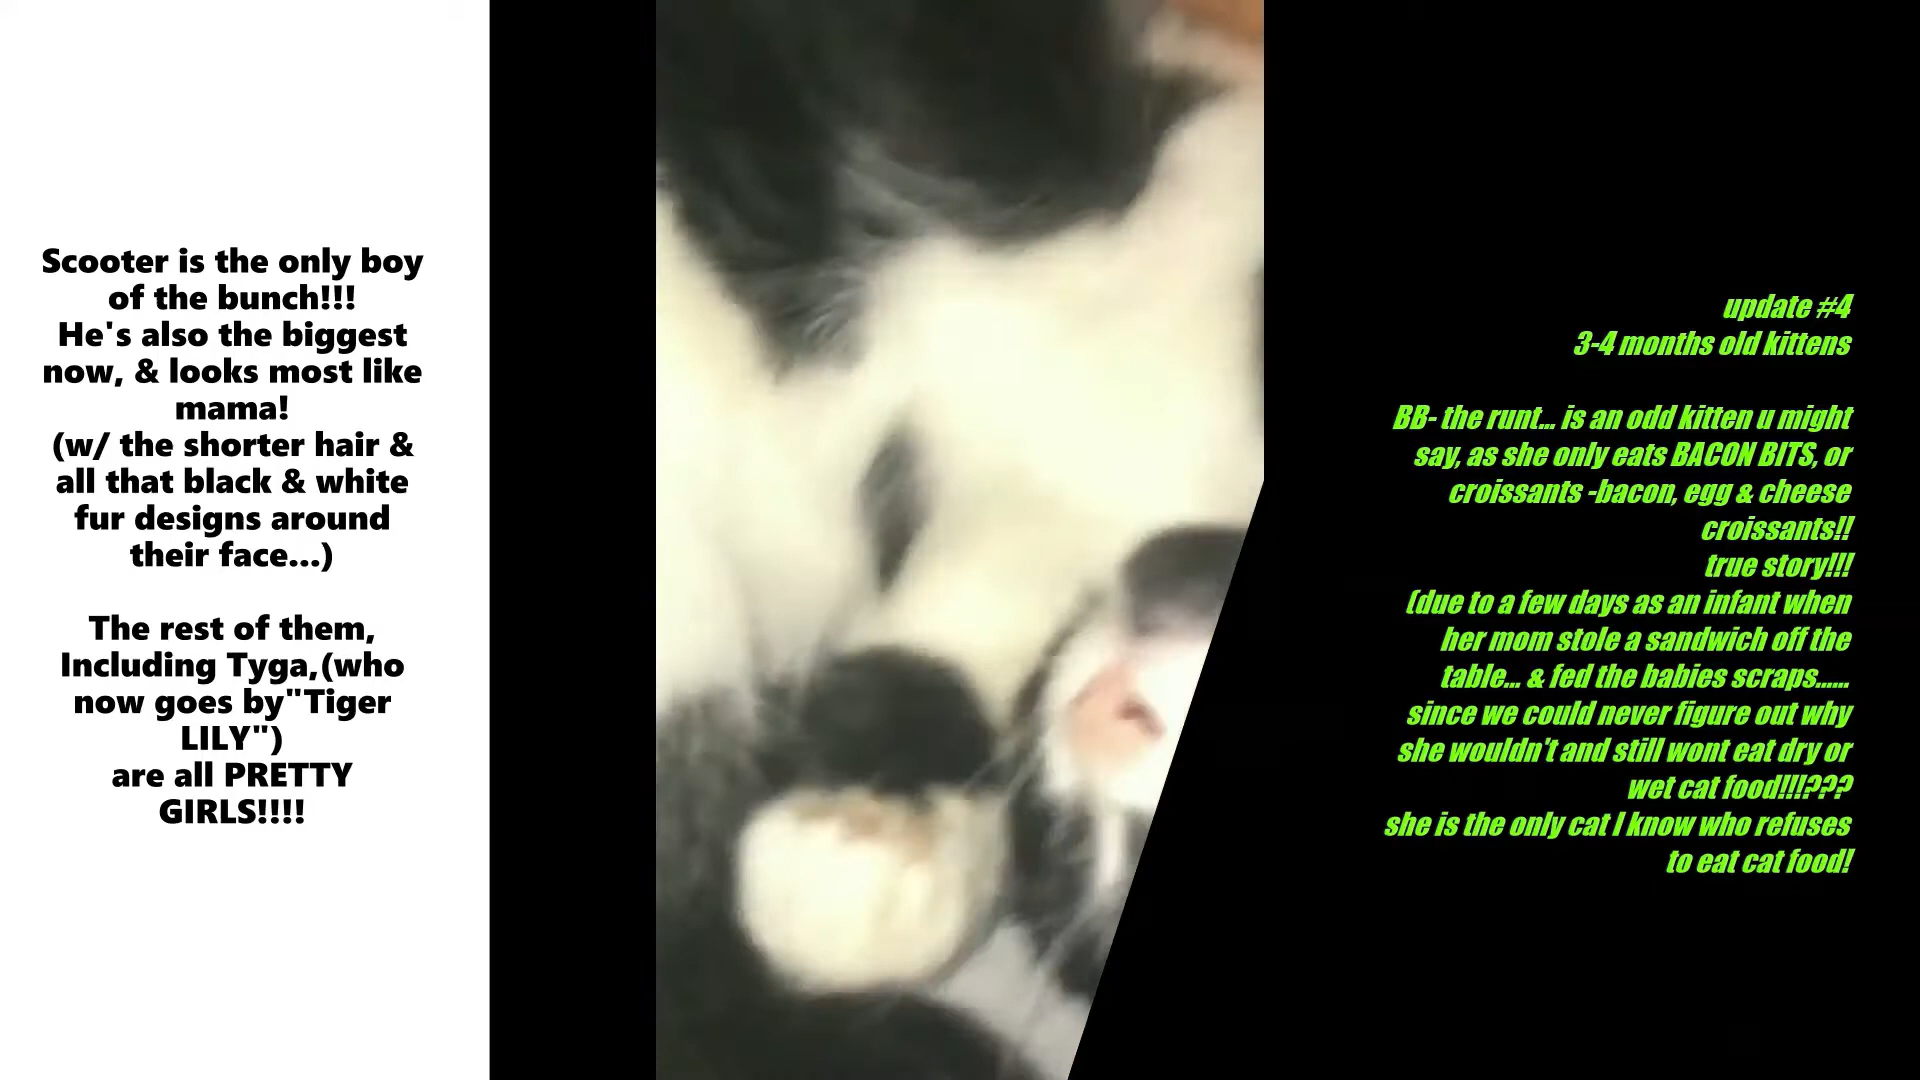 Scooter is the only boy
of the bunch!!!
He's also the biggest
now, & looks most like
mama!
(w/ the shorter hair &
all that black & white
fur designs around
their face...)
The rest of them,
Including Tyga,(who
now goes by"Tiger
LILY")
are all PRETTY
GIRLS!!!!
update #4
3-4 months old kittens
BB- the runt... is an odd kitten u might
say, as she only eats BACON BITS, or
croissants -bacon, egg & cheese
croissants!!
true story!!!
(due to a few days as an infant when
her mom stole a sandwich off the
table... & fed the babies scraps......
since we could never figure out why
she wouldn't and still wont eat dry or
wet cat food!!!???
she is the only cat I know who refuses
to eat cat food!